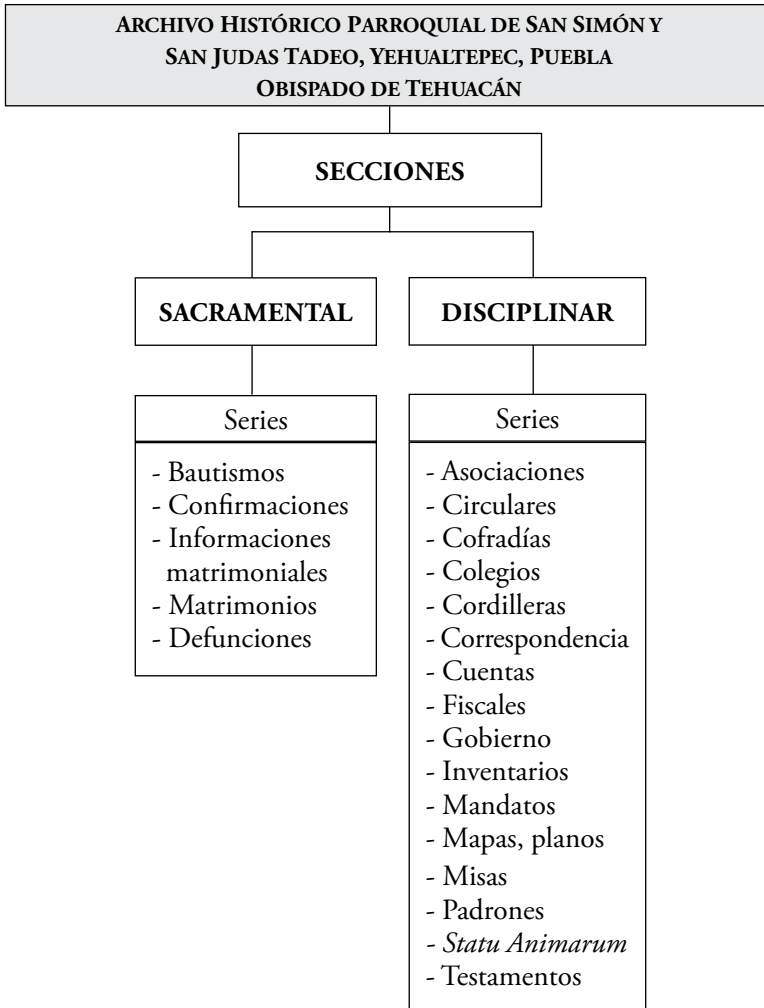 ARCHIVO HISTÓRICO PARROQUIAL DE SAN SIMÓN Y
SAN JUDAS TADEO, YEHUALTEPEC, PUEBLA
OBISPADO DE TEHUACÁN
SECCIONES
SACRAMENTAL
Series
- Bautismos
- Confirmaciones
- Informaciones
matrimoniales
- Matrimonios
- Defunciones
DISCIPLINAR
Series
- Asociaciones
- Circulares
- Cofradías
- Colegios
- Cordilleras
- Correspondencia
- Cuentas
- Fiscales
- Gobierno
- Inventarios
- Mandatos
- Mapas, planos
- Misas
- Padrones
- Statu Animarum
- Testamentos